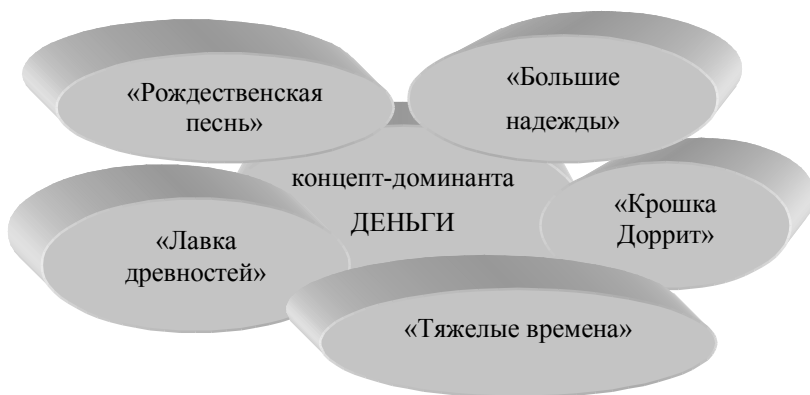 «Рождественская
песнь»
«Большие
надежды»
концепт-доминанта
ДЕНЬГИ
«Крошка
Доррит»
«Лавка
древностей»
«Тяжелые времена»